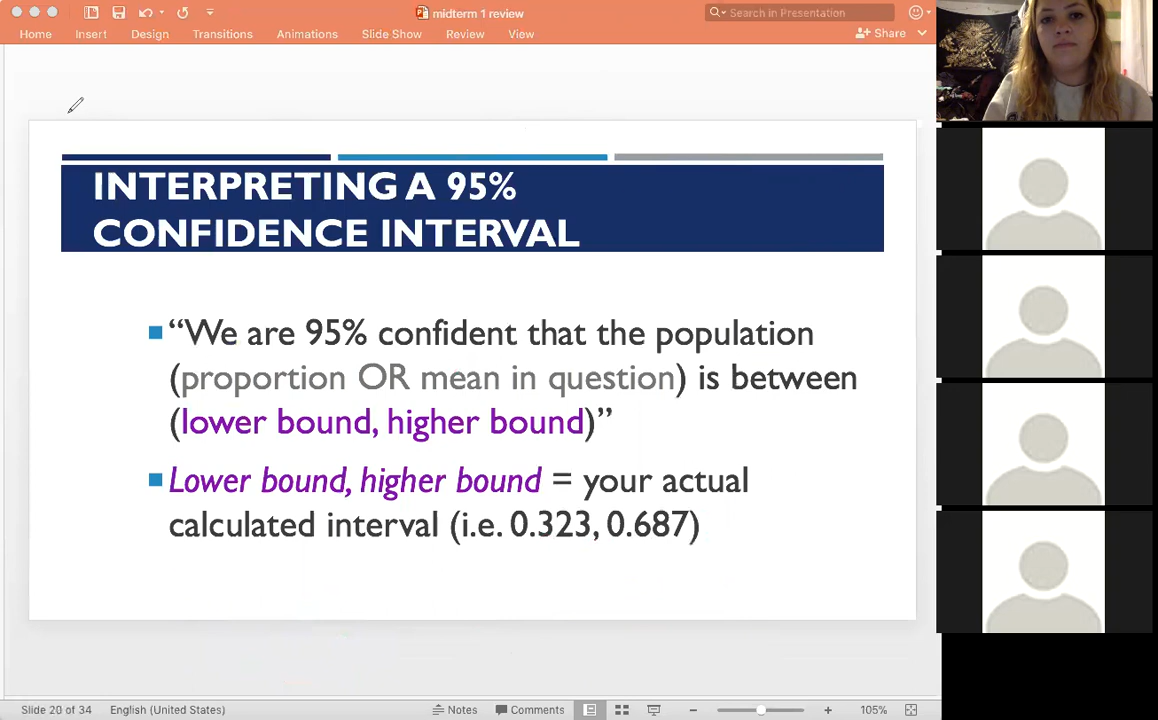 midterm 1 review
Search in Presentation
Home Insert Design Transitions Animations Slide Show Review View
Share
INTERPRETING A 95%
CONFIDENCE INTERVAL
“We are 95% confident that the population
(proportion OR mean in question) is between
(lower bound, higher bound)”
Lower bound, higher bound = your actual
calculated interval (i.e. 0.323, 0.687)
Slide 20 of 34 English (United States) Notes Comments 105%